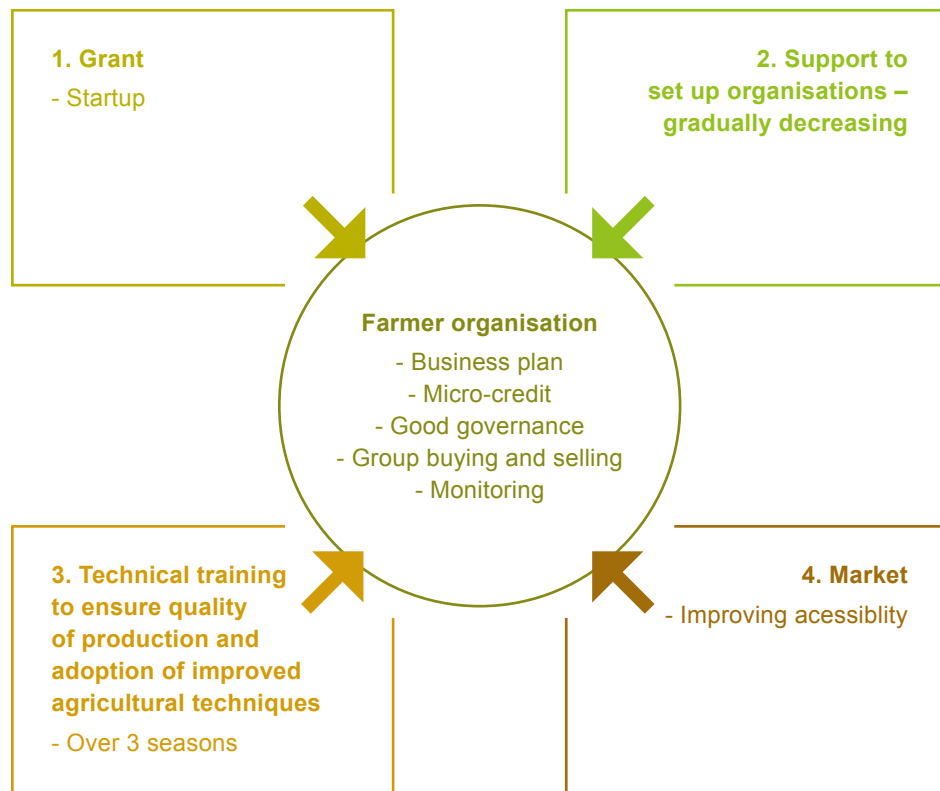 1. Grant
- Startup
2. Support to
set up organisations –
gradually decreasing
Farmer organisation
- Business plan
- Micro-credit
- Good governance
- Group buying and selling
- Monitoring
3. Technical training
to ensure quality
of production and
adoption of improved
agricultural techniques
- Over 3 seasons
4. Market
- Improving acessiblity